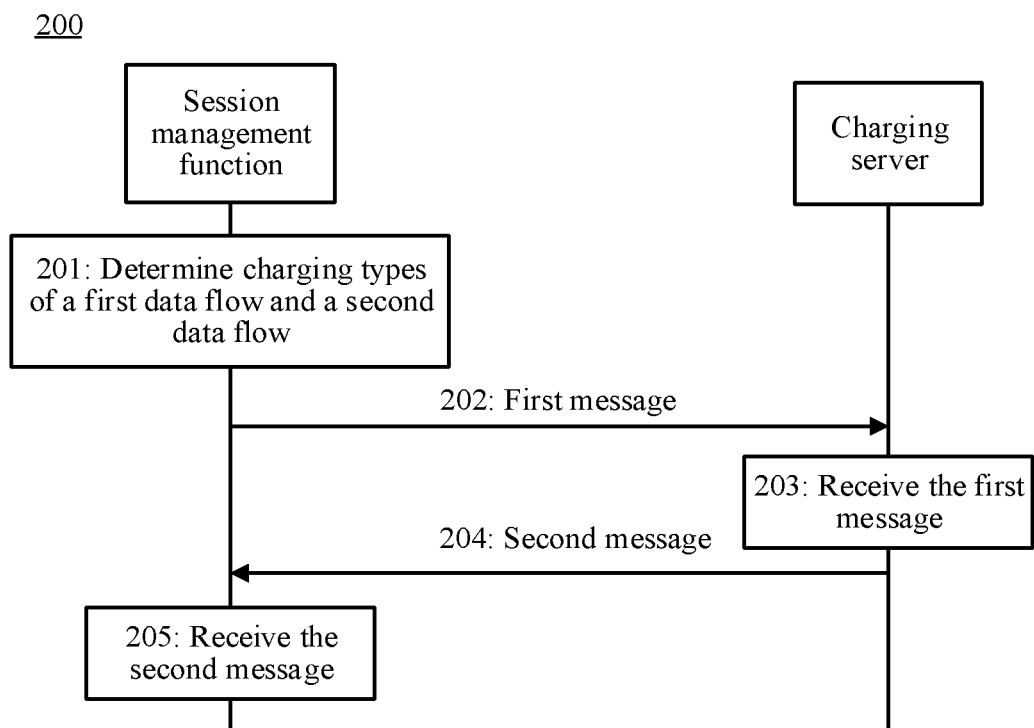 200
Session
management
function
Charging
server
201: Determine charging types
of a first data flow and a second
data flow
202: First message
203: Receive the first
message
204: Second message
205: Receive the
second message